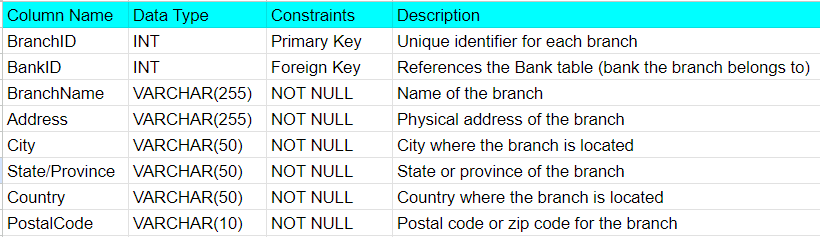 Column Name Data Type Constraints Description
BranchID INT Primary Key Unique identifier for each branch
BankID INT Foreign Key References the Bank table (bank the branch belongs to)
BranchName VARCHAR(255) NOT NULL Name of the branch
Address VARCHAR(255) NOT NULL Physical address of the branch
City VARCHAR(50) NOT NULL City where the branch is located
State/Province VARCHAR(50) NOT NULL State or province of the branch
Country VARCHAR(50) NOT NULL Country where the branch is located
PostalCode VARCHAR(10) NOT NULL Postal code or zip code for the branch